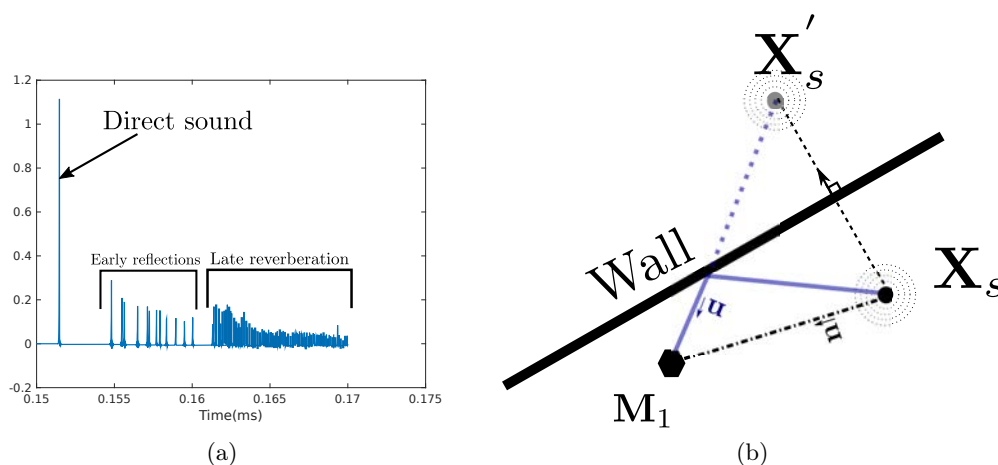 1.2
1
0.8
0.6
0.4
0.2
0
-0.2
0.15
0.155
0.16
0.165
0.17
0.175
Time(ms)
Direct sound
Early reflections
Late reverberation
(a)
X's
Wall
Xs
u
u
M1
(b)